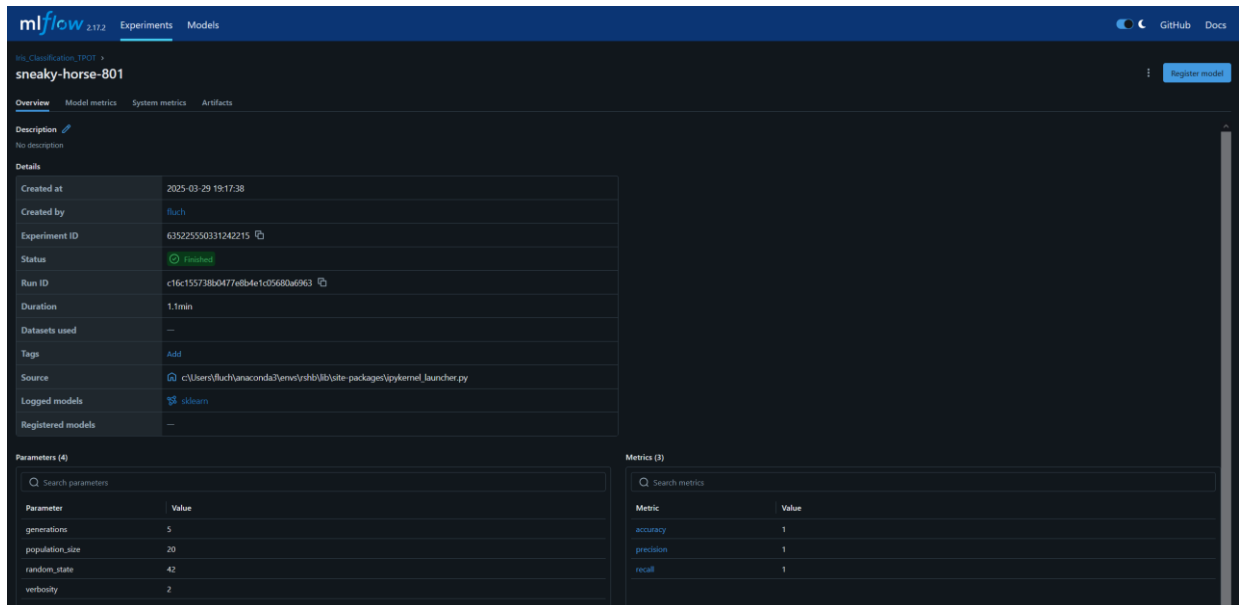 mlflow 2.17.2 Experiments Models GitHub Docs
Iris_Classification_TPOT >
sneaky-horse-801
Register model
Overview Model metrics System metrics Artifacts
Description
No description
Details
Created at 2025-03-29 19:17:38
Created by fluch
Experiment ID 635225550331242215
Status Finished
Run ID c16c155738b0477e8b4e1c05680a6963
Duration 1.1min
Datasets used —
Tags Add
Source c:\Users\fluch\anaconda3\envs\rshb\lib\site-packages\ipykernel_launcher.py
Logged models sklearn
Registered models —
Parameters (4)
Search parameters
Parameter Value
generations 5
population_size 20
random_state 42
verbosity 2
Metrics (3)
Search metrics
Metric Value
accuracy 1
precision 1
recall 1